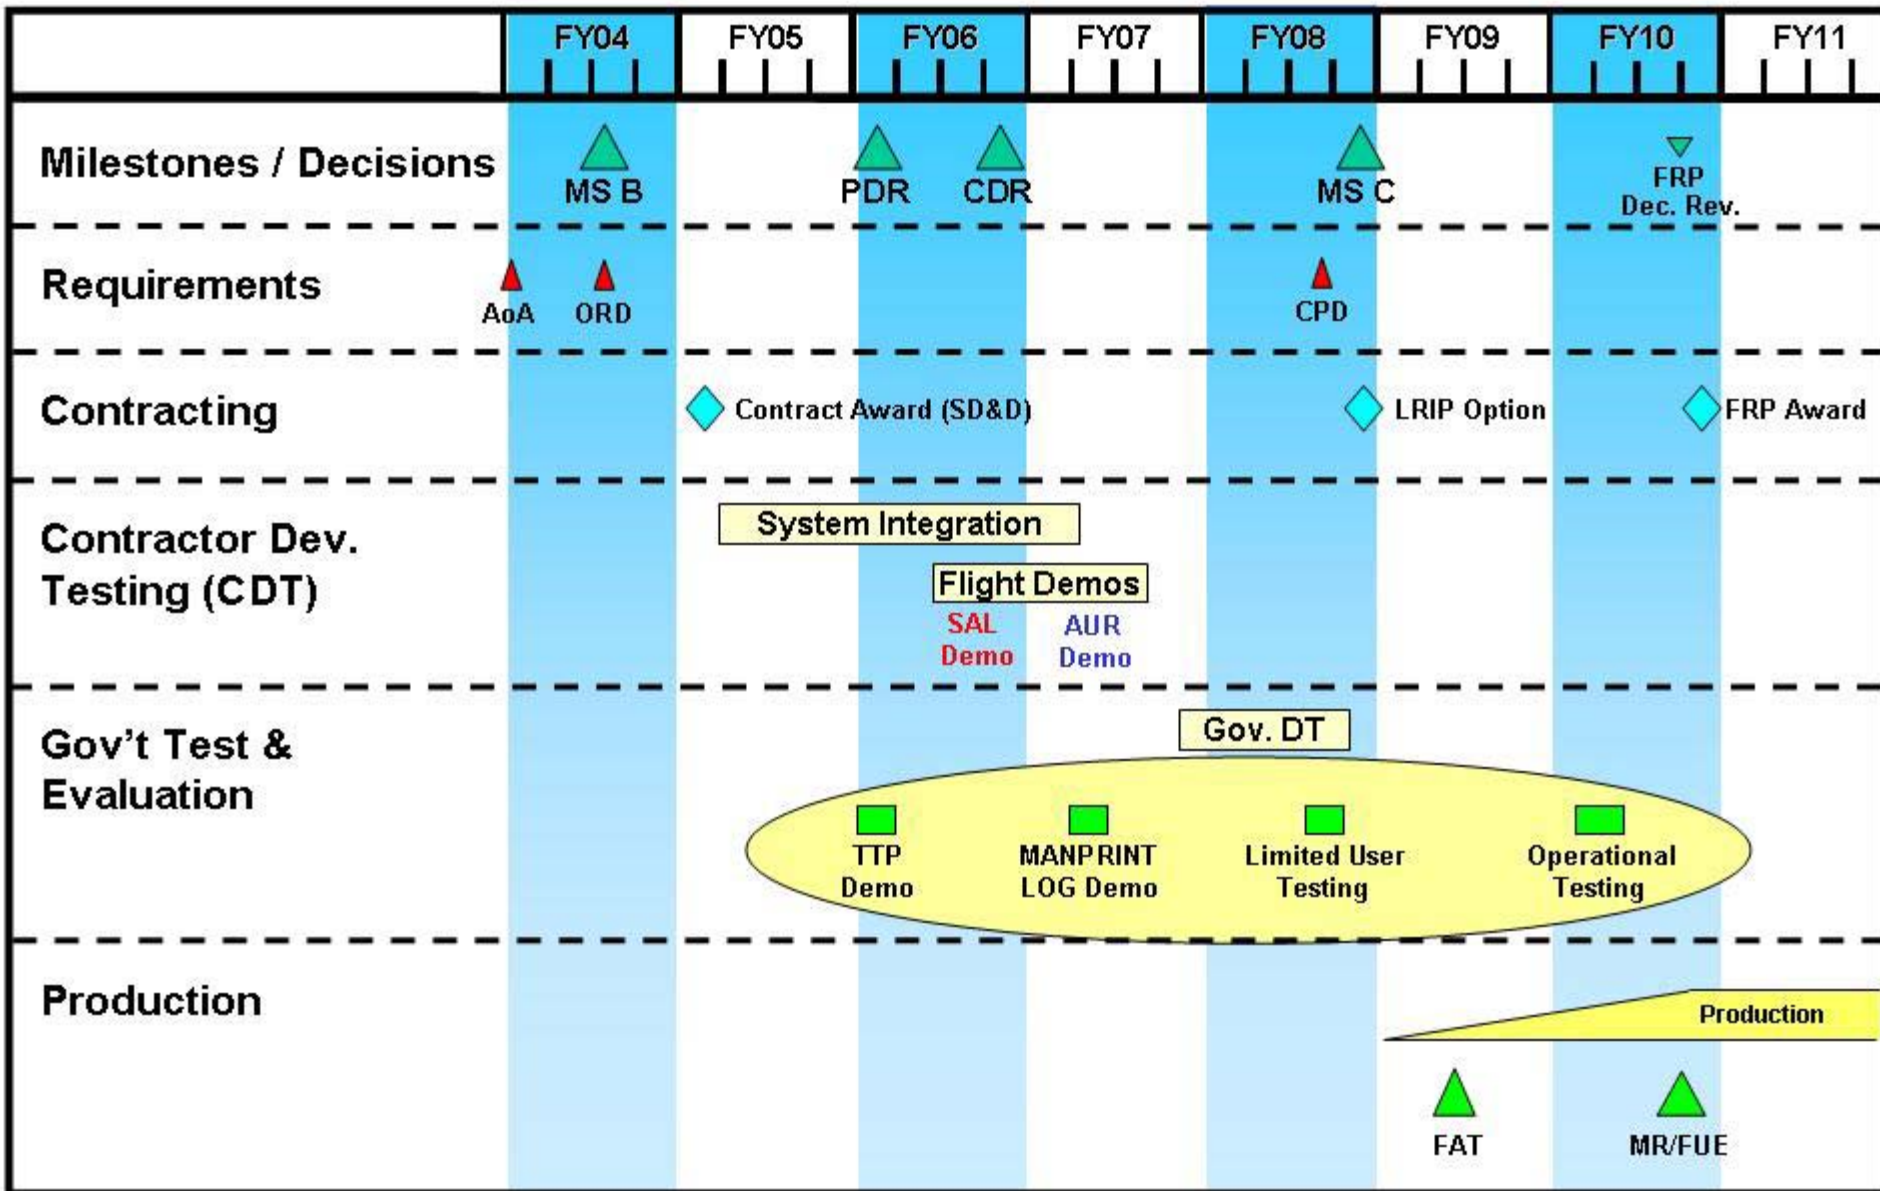 FY04 FY05 FY06 FY07 FY08 FY09 FY10 FY11
Milestones / Decisions
MS B
PDR
CDR
MS C
FRP
Dec. Rev.
Requirements
AoA
ORD
CPD
Contracting
Contract Award (SD&D)
LRIP Option
FRP Award
Contractor Dev.
Testing (CDT)
System Integration
Flight Demos
SAL
Demo
AUR
Demo
Gov't Test &
Evaluation
Gov. DT
TTP
Demo
MANPRINT
LOG Demo
Limited User
Testing
Operational
Testing
Production
Production
FAT
MR/FUE